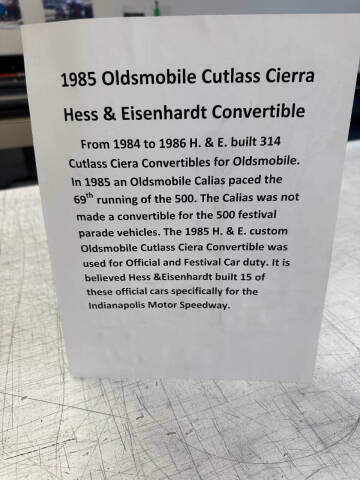 1985 Oldsmobile Cutlass Cierra
Hess & Eisenhardt Convertible
From 1984 to 1986 H. & E. built 314
Cutlass Ciera Convertibles for Oldsmobile.
In 1985 an Oldsmobile Calias paced the
69th running of the 500. The Calias was not
made a convertible for the 500 festival
parade vehicles. The 1985 H. & E. custom
Oldsmobile Cutlass Ciera Convertible was
used for Official and Festival Car duty. It is
believed Hess &Eisenhardt built 15 of
these official cars specifically for the
Indianapolis Motor Speedway.